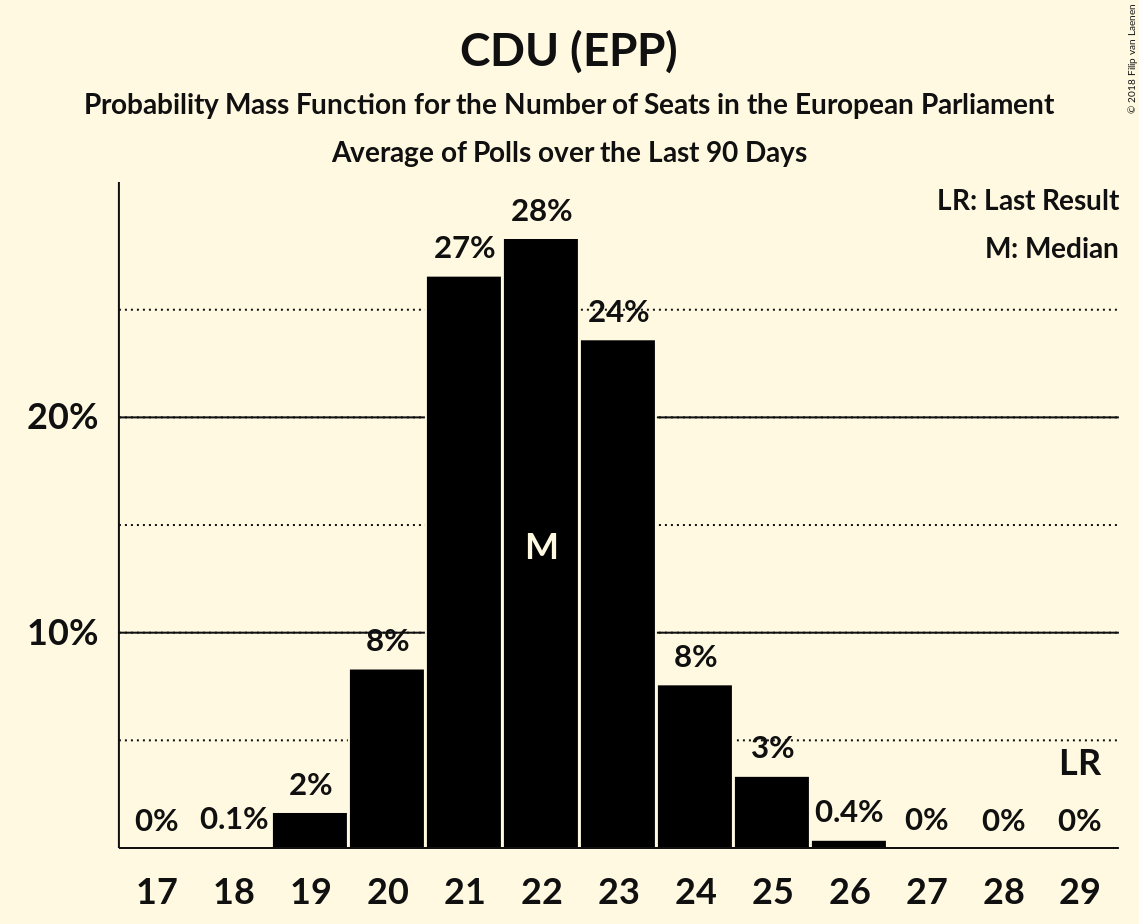 CDU (EPP)
Probability Mass Function for the Number of Seats in the European Parliament
Average of Polls over the Last 90 Days
© 2018 Filip van Laenen
LR: Last Result
M: Median
28%
27%
24%
20%
M
10%
8%
8%
3%
LR
2%
0%
0.1%
0.4%
0%
0%
0%
17 18 19 20 21 22 23 24 25 26 27 28 29